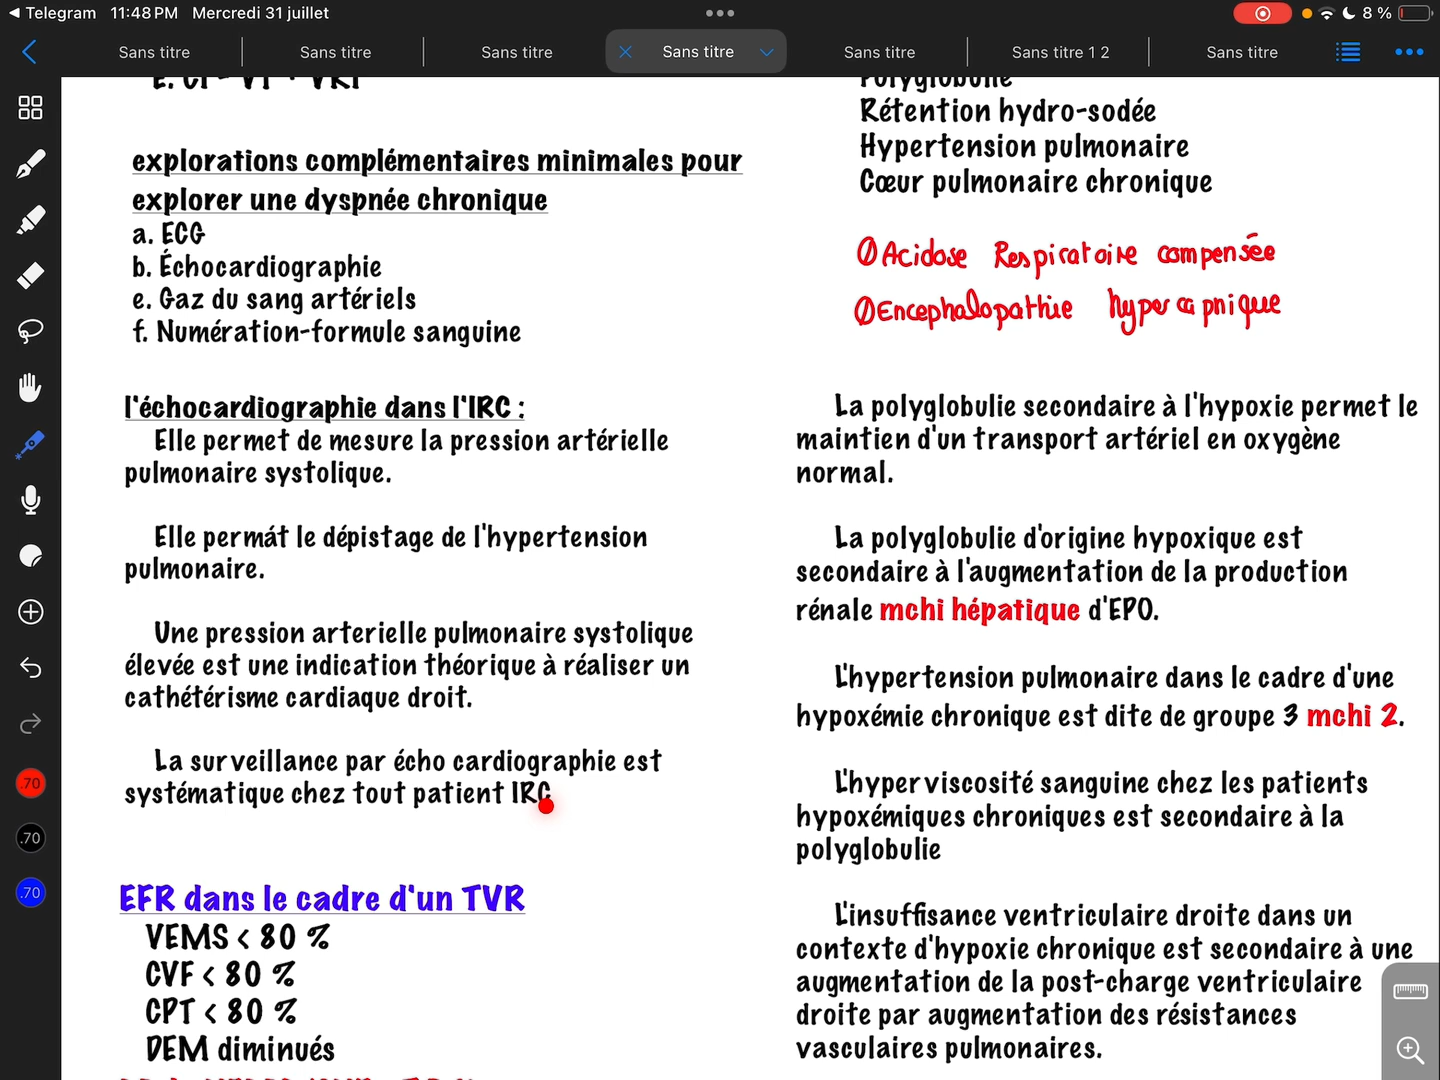 Telegram 11:48 PM Mercredi 31 juillet 8 %
Sans titre Sans titre Sans titre Sans titre Sans titre Sans titre 1 2 Sans titre
explorations complémentaires minimales pour
explorer une dyspnée chronique
a. ECG
b. Échocardiographie
e. Gaz du sang artériels
f. Numération-formule sanguine
l'échocardiographie dans l'IRC :
Elle permet de mesure la pression artérielle
pulmonaire systolique.
Elle permát le dépistage de l'hypertension
pulmonaire.
Une pression arterielle pulmonaire systolique
élevée est une indication théorique à réaliser un
cathétérisme cardiaque droit.
La surveillance par écho cardiographie est
systématique chez tout patient IRC
EFR dans le cadre d'un TVR
VEMS < 80 %
CVF < 80 %
CPT < 80 %
DEM diminués
Polyglobulie
Rétention hydro-sodée
Hypertension pulmonaire
Cœur pulmonaire chronique
Acidose Respiratoire compensée
Encephalopathie hypercapnique
La polyglobulie secondaire à l'hypoxie permet le
maintien d'un transport artériel en oxygène
normal.
La polyglobulie d'origine hypoxique est
secondaire à l'augmentation de la production
rénale mchi hépatique d'EPO.
L'hypertension pulmonaire dans le cadre d'une
hypoxémie chronique est dite de groupe 3 mchi 2.
L'hyperviscosité sanguine chez les patients
hypoxémiques chroniques est secondaire à la
polyglobulie
L'insuffisance ventriculaire droite dans un
contexte d'hypoxie chronique est secondaire à une
augmentation de la post-charge ventriculaire
droite par augmentation des résistances
vasculaires pulmonaires.
.70
.70
.70